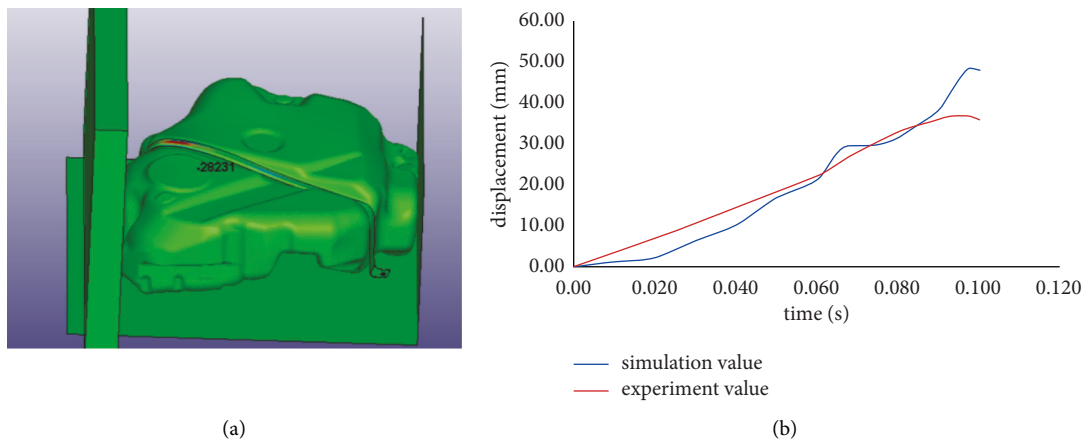 -28231
60.00
50.00
40.00
30.00
20.00
10.00
0.00
displacement (mm)
0.00
0.020
0.040
0.060
0.080
0.100
0.120
time (s)
simulation value
experiment value
(a)
(b)